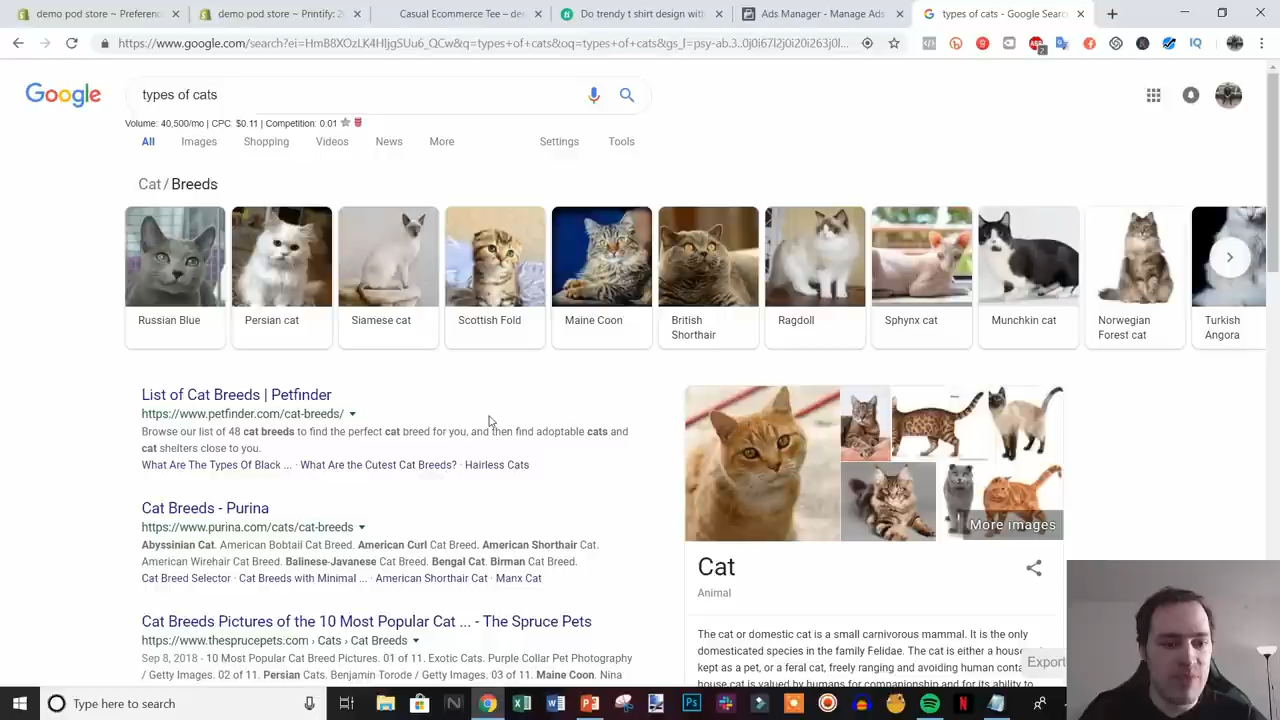 demo pod store ~ Preferenc
demo pod store ~ Printify: 2
Casual Ecommerce Tee – de
Do trendy t shirt design with
Ads Manager - Manage Ads
types of cats - Google Search
https://www.google.com/search?ei=
Google
types of cats
Volume: 40,500/mo | CPC: $0.11 | Competition: 0.01
All Images Shopping Videos News More Settings Tools
Cat / Breeds
Russian Blue
Persian cat
Siamese cat
Scottish Fold
Maine Coon
British
Shorthair
Ragdoll
Sphynx cat
Munchkin cat
Norwegian
Forest cat
Turkish
Angora
List of Cat Breeds | Petfinder
https://www.petfinder.com/cat-breeds/
Browse our list of 48 cat breeds to find the perfect cat breed for you, and then find adoptable cats and
cat shelters close to you.
What Are The Types Of Black ... · What Are the Cutest Cat Breeds? · Hairless Cats
Cat Breeds - Purina
https://www.purina.com/cats/cat-breeds
Abyssinian Cat. American Bobtail Cat Breed. American Curl Cat Breed. American Shorthair Cat.
American Wirehair Cat Breed. Balinese-Javanese Cat Breed. Bengal Cat. Birman Cat Breed.
Cat Breed Selector · Cat Breeds with Minimal ... · American Shorthair Cat · Manx Cat
Cat Breeds Pictures of the 10 Most Popular Cat ... - The Spruce Pets
https://www.thesprucepets.com › Cats › Cat Breeds
Sep 8, 2018 - 10 Most Popular Cat Breed Pictures. 01 of 11. Exotic Cats. Purple Collar Pet Photography
/ Getty Images. 02 of 11. Persian Cats. Benjamin Torode / Getty Images. 03 of 11. Maine Coon. Nina
More images
Cat
Animal
The cat or domestic cat is a small carnivorous mammal. It is the only
domesticated species in the family Felidae. The cat is either a house
kept as a pet, or a feral cat, freely ranging and avoiding human conta
house cat is valued by humans for companionship and for its ability to
Export
Type here to search